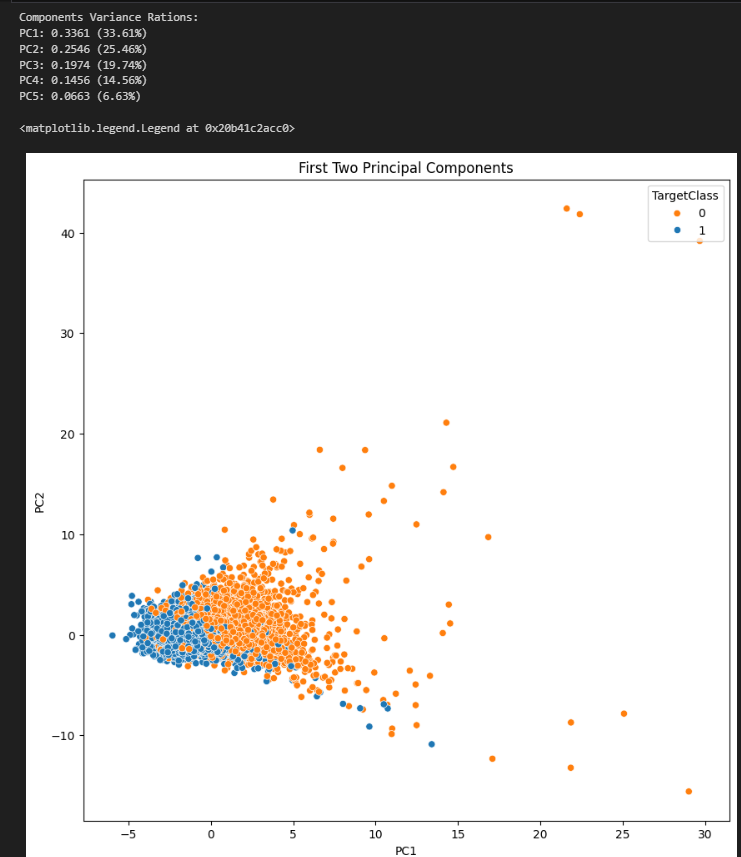 Components Variance Rations:
PC1: 0.3361 (33.61%)
PC2: 0.2546 (25.46%)
PC3: 0.1974 (19.74%)
PC4: 0.1456 (14.56%)
PC5: 0.0663 (6.63%)
<matplotlib.legend.Legend at 0x20b41c2acc0>
First Two Principal Components
TargetClass
0
1
40
30
20
10
0
−10
PC2
−5
0
5
10
15
20
25
30
PC1